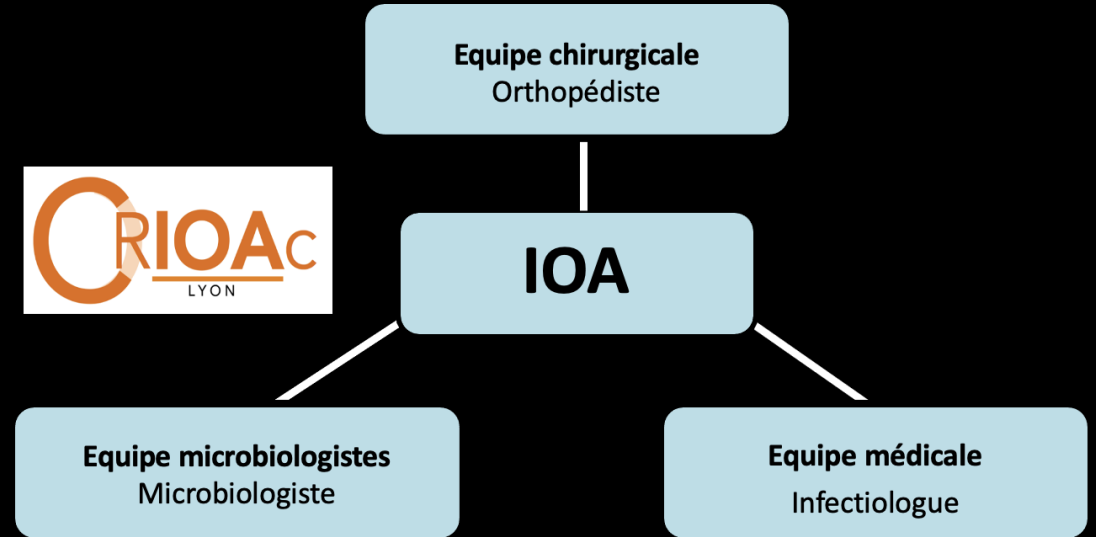 Equipe chirurgicale
Orthopédiste
CRIOAc
LYON
IOA
Equipe microbiologistes
Microbiologiste
Equipe médicale
Infectiologue